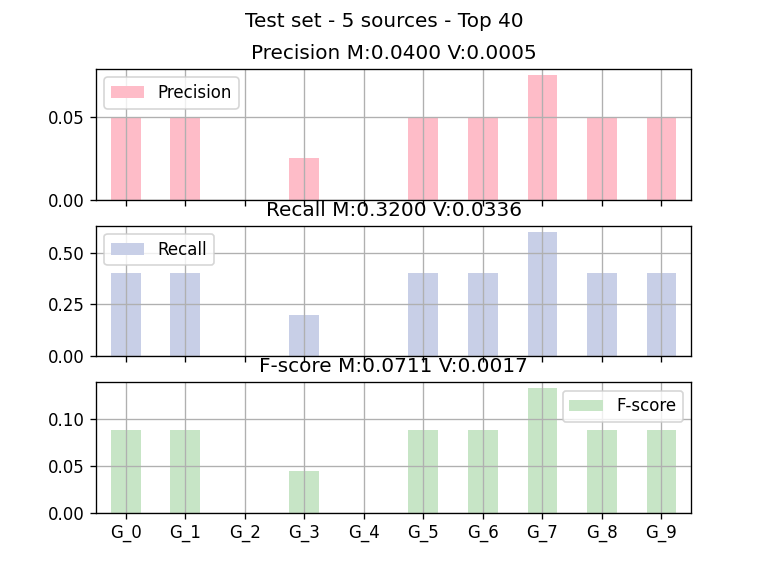 Test set - 5 sources - Top 40
Precision M:0.0400 V:0.0005
Precision
0.05
0.00
Recall M:0.3200 V:0.0336
Recall
0.50
0.25
0.00
F-score M:0.0711 V:0.0017
F-score
0.10
0.05
0.00
G_0 G_1 G_2 G_3 G_4 G_5 G_6 G_7 G_8 G_9